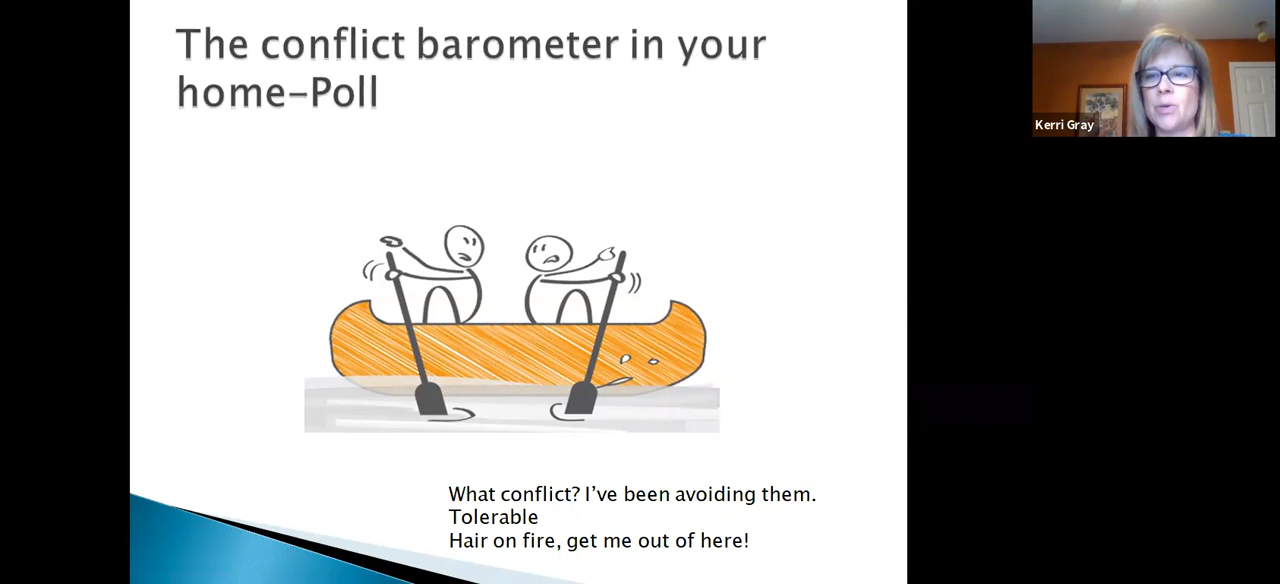 The conflict barometer in your
home-Poll
Kerri Gray
What conflict? I’ve been avoiding them.
Tolerable
Hair on fire, get me out of here!